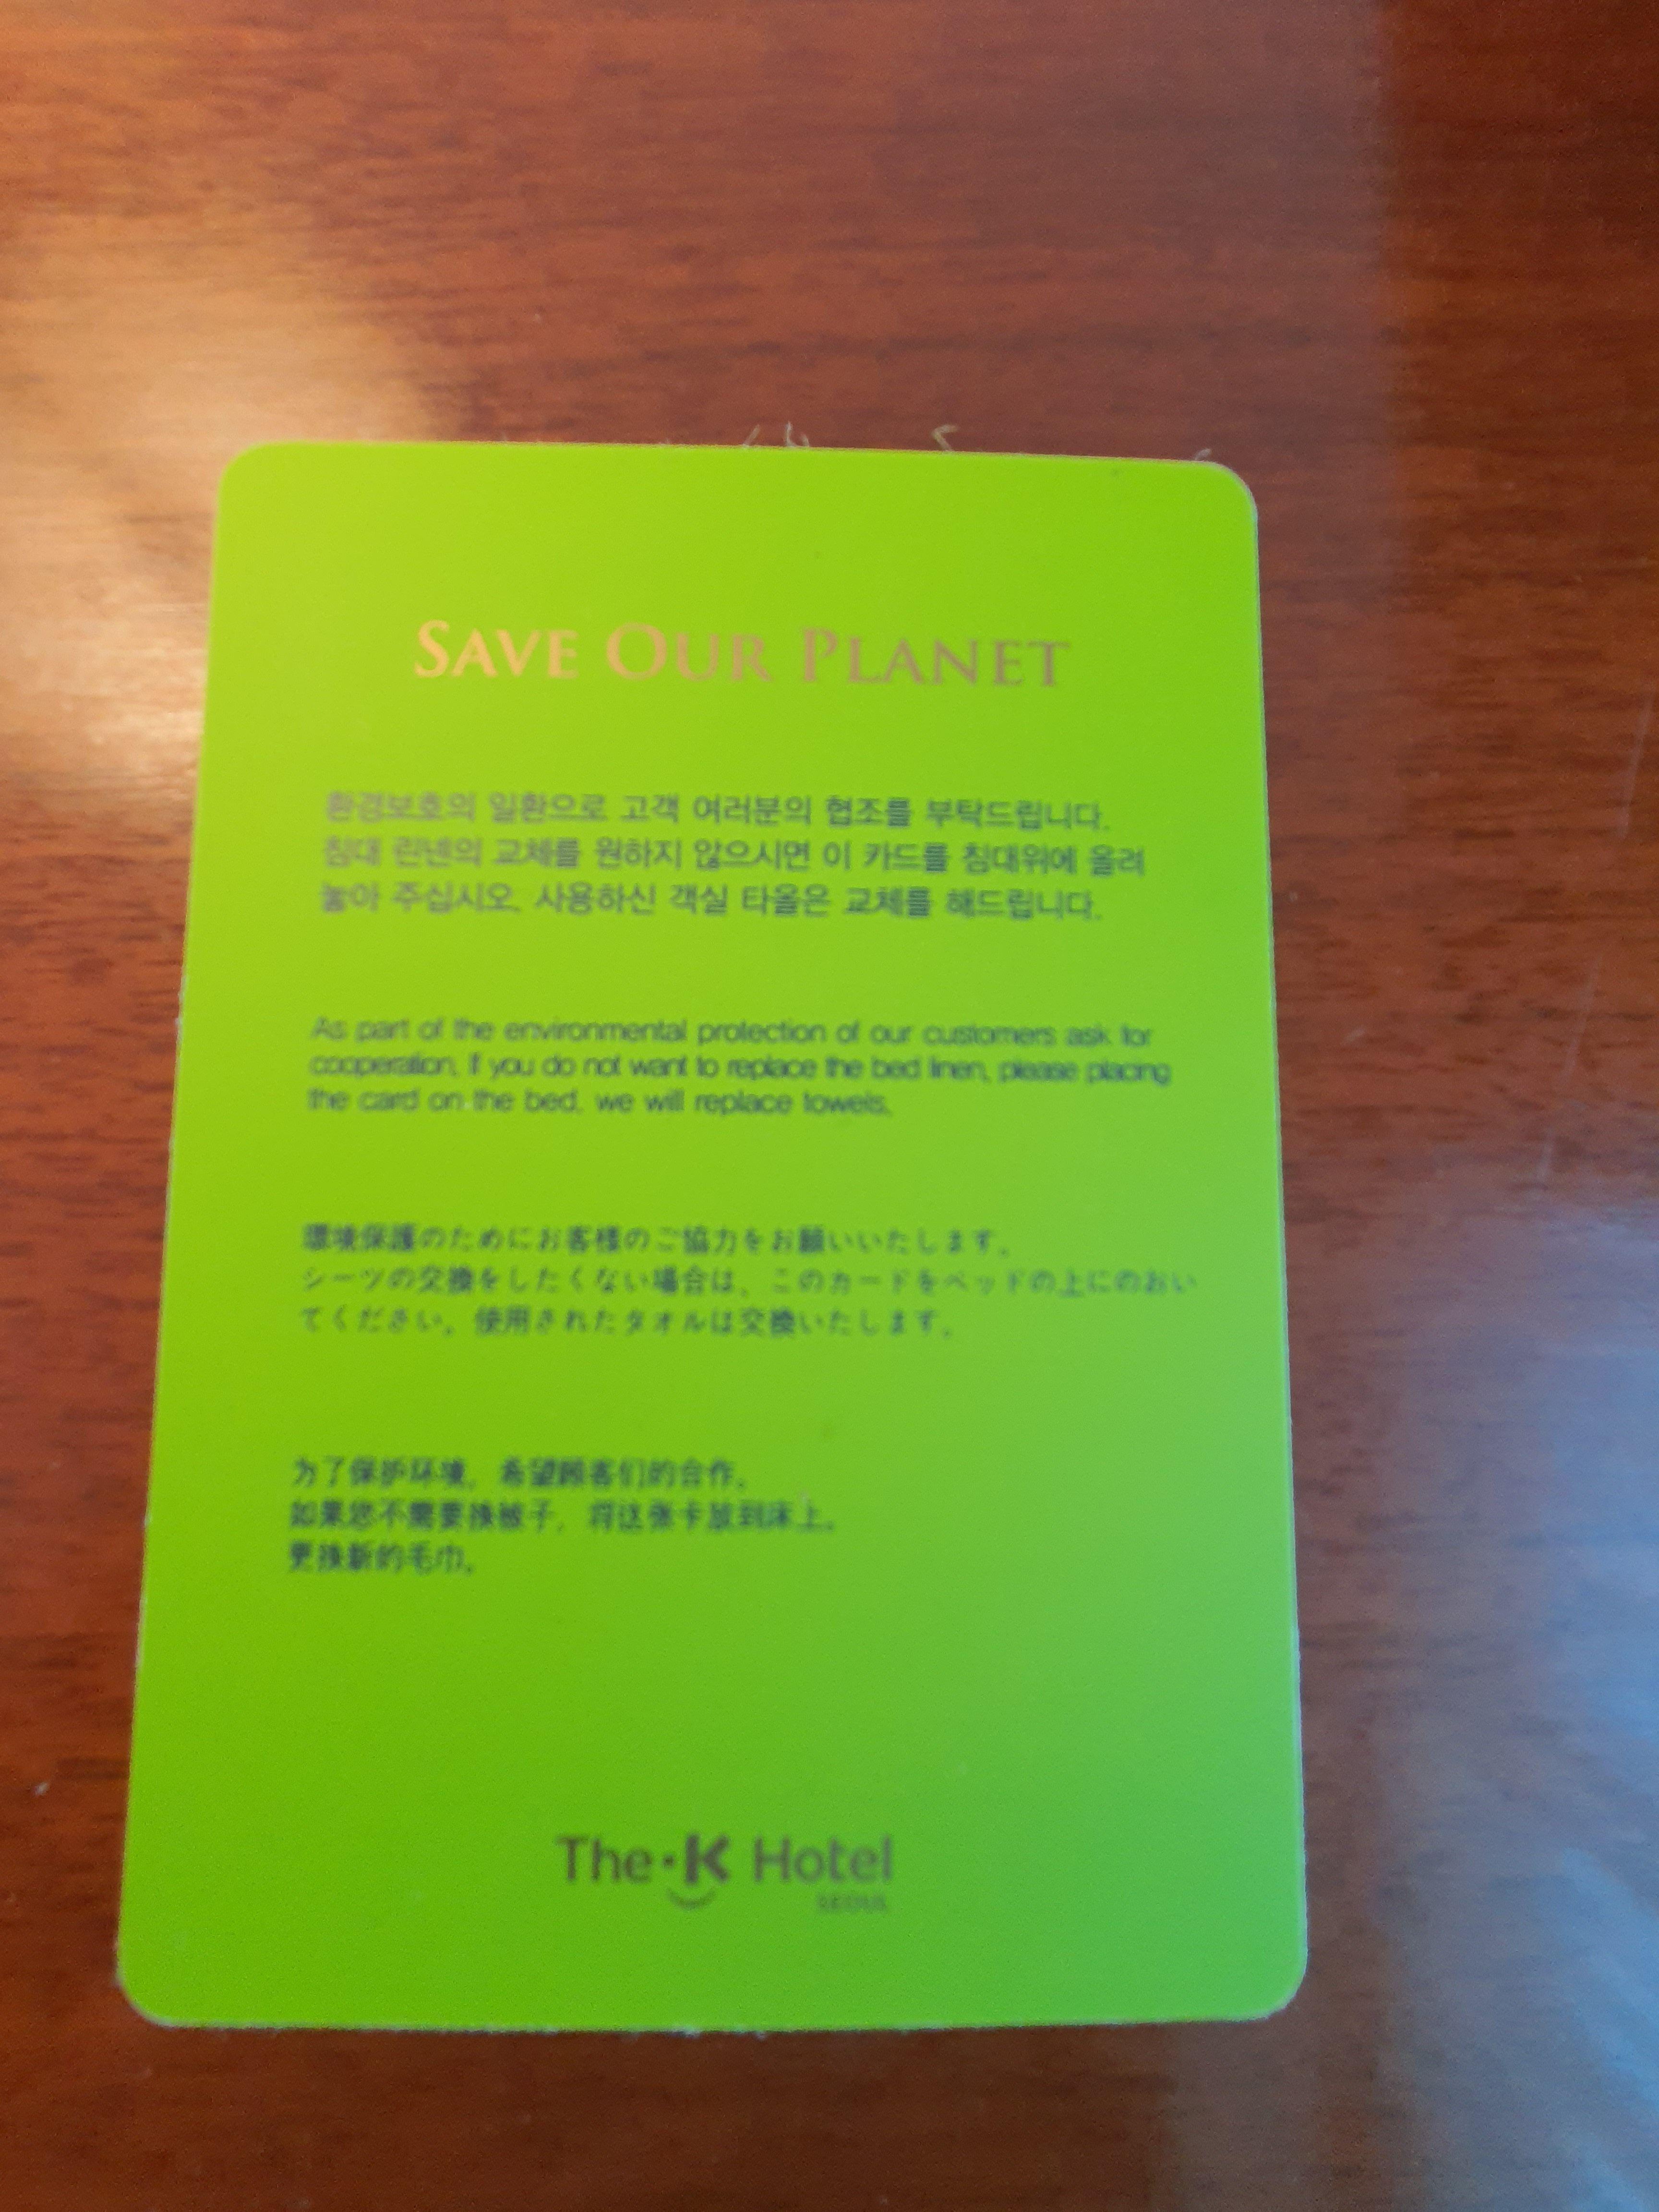 SAVE OUR PLANET
환경보호의 일환으로 고객 여러분의 협조를 부탁드립니다.
침대 린넨의 교체를 원하지 않으시면 이 카드를 침대위에 올려
놓아 주십시오. 사용하신 객실 타올은 교체를 해드립니다.
As part of the environmental protection of our customers ask for
cooperation. If you do not want to replace the bed linen, please placing
the card on the bed. we will replace towels.
環境保護のためにお客様のご協力をお願いいたします。
シーツの交換をしたくない場合は、このカードをベッドの上にのおい
てください。使用されたタオルは交換いたします。
为了保护环境，希望顾客们的合作。
如果您不需要换被子，将这张卡放到床上。
更换新的毛巾。
The K Hotel
SEOUL